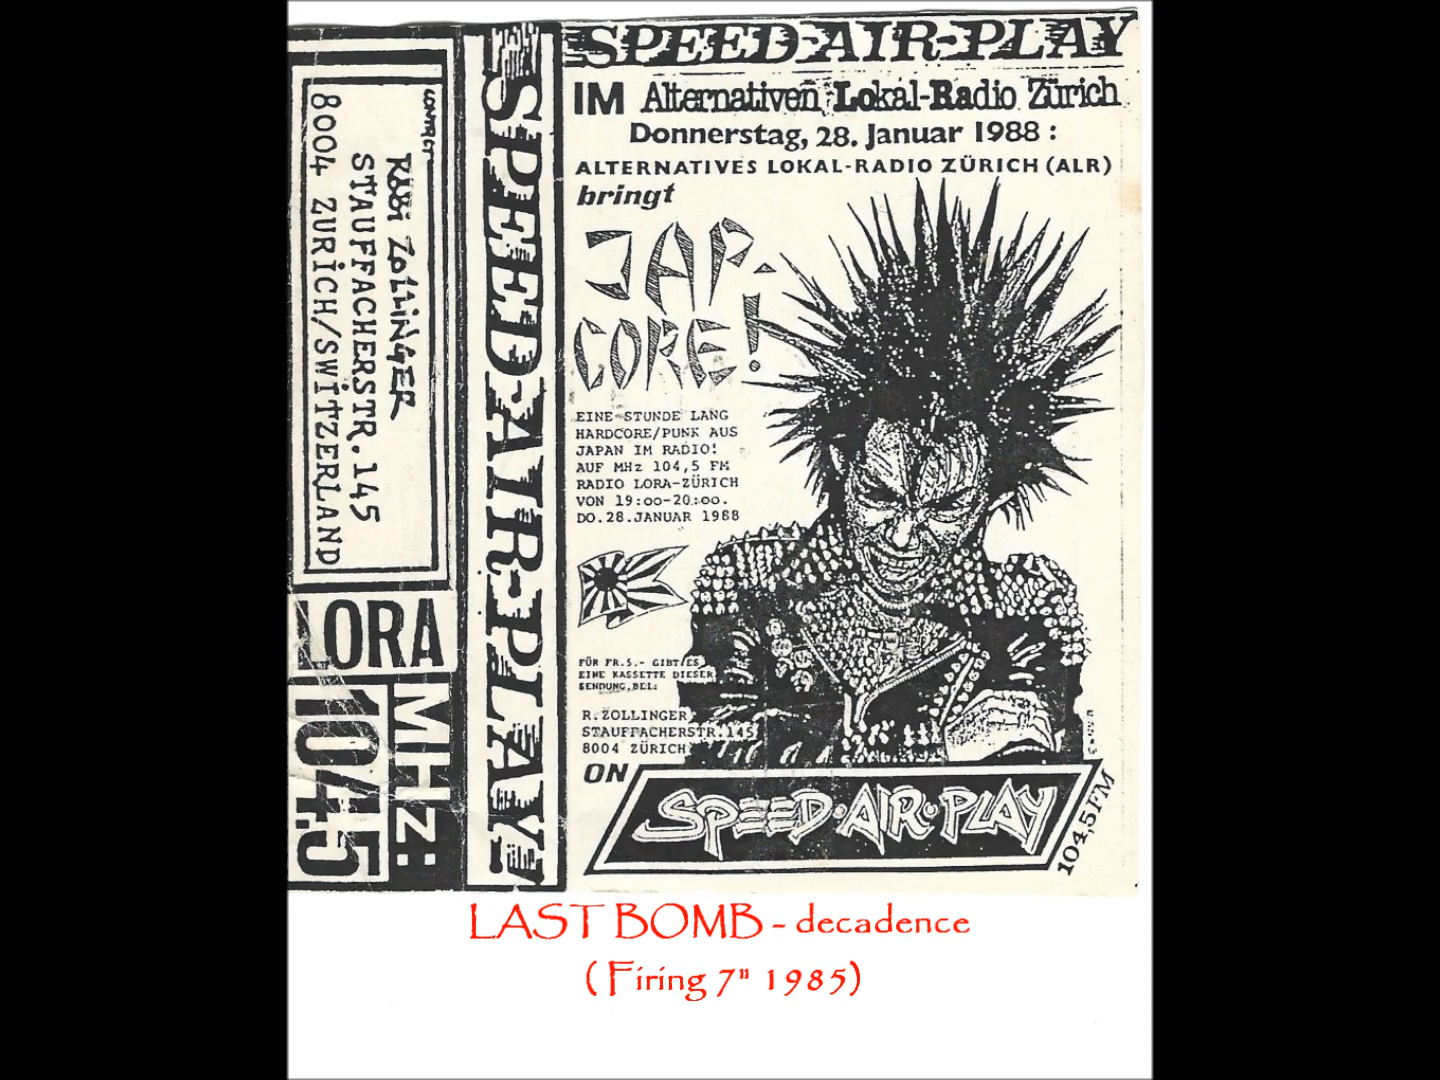 SPEED-AIR-PLAY
IM Alternativen Lokal-Radio Zürich
Donnerstag, 28. Januar 1988 :
ALTERNATIVES LOKAL-RADIO ZÜRICH (ALR)
bringt
JAP-
CORE!
EINE STUNDE LANG
HARDCORE/PUNK AUS
JAPAN IM RADIO!
AUF MHz 104,5 FM
RADIO LORA-ZÜRICH
VON 19:00-20:00.
DO.28.JANUAR 1988
FÜR FR.5.- GIBT ES
EINE KASSETTE DIESER
SENDUNG, BEI:
R.ZOLLINGER
STAUFFACHERSTR.145
8004 ZÜRICH
ON
SPEED·AIR·PLAY
104,5 FM
SPEED-AIR-PLAY!
CONTACT
RÖBI ZOLLINGER
STAUFFACHERSTR.145
8004 ZURICH/SWITZERLAND
LORA
MHZ:
104.5
LAST BOMB - decadence
( Firing 7" 1985)